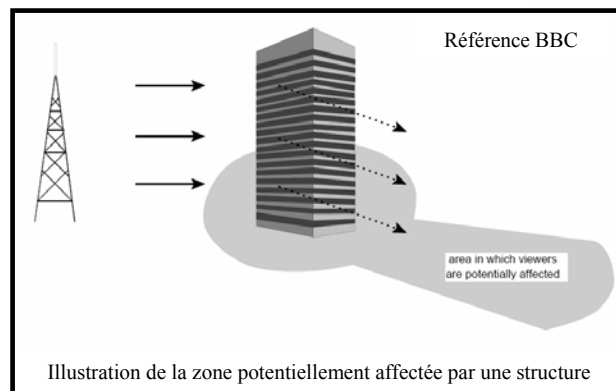 Référence BBC
area in which viewers
are potentially affected
Illustration de la zone potentiellement affectée par une structure